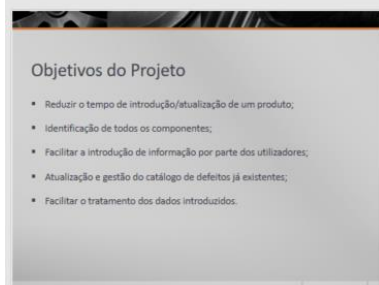 Objetivos do Projeto
▪ Reduzir o tempo de introdução/atualização de um produto;
▪ Identificação de todos os componentes;
▪ Facilitar a introdução de informação por parte dos utilizadores;
▪ Atualização e gestão do catálogo de defeitos já existentes;
▪ Facilitar o tratamento dos dados introduzidos.